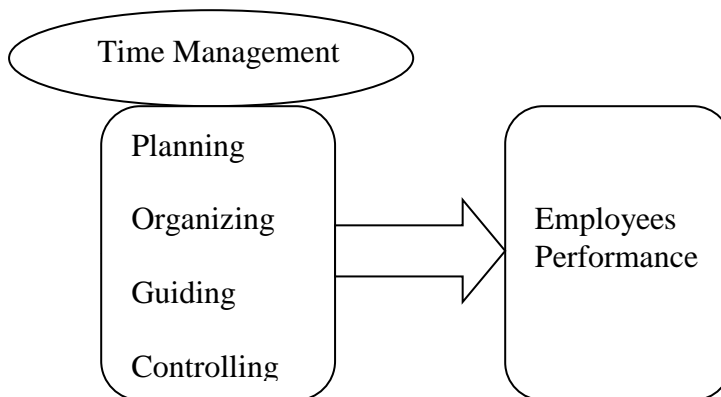 Time Management
Planning
Organizing
Guiding
Controlling
Employees
Performance